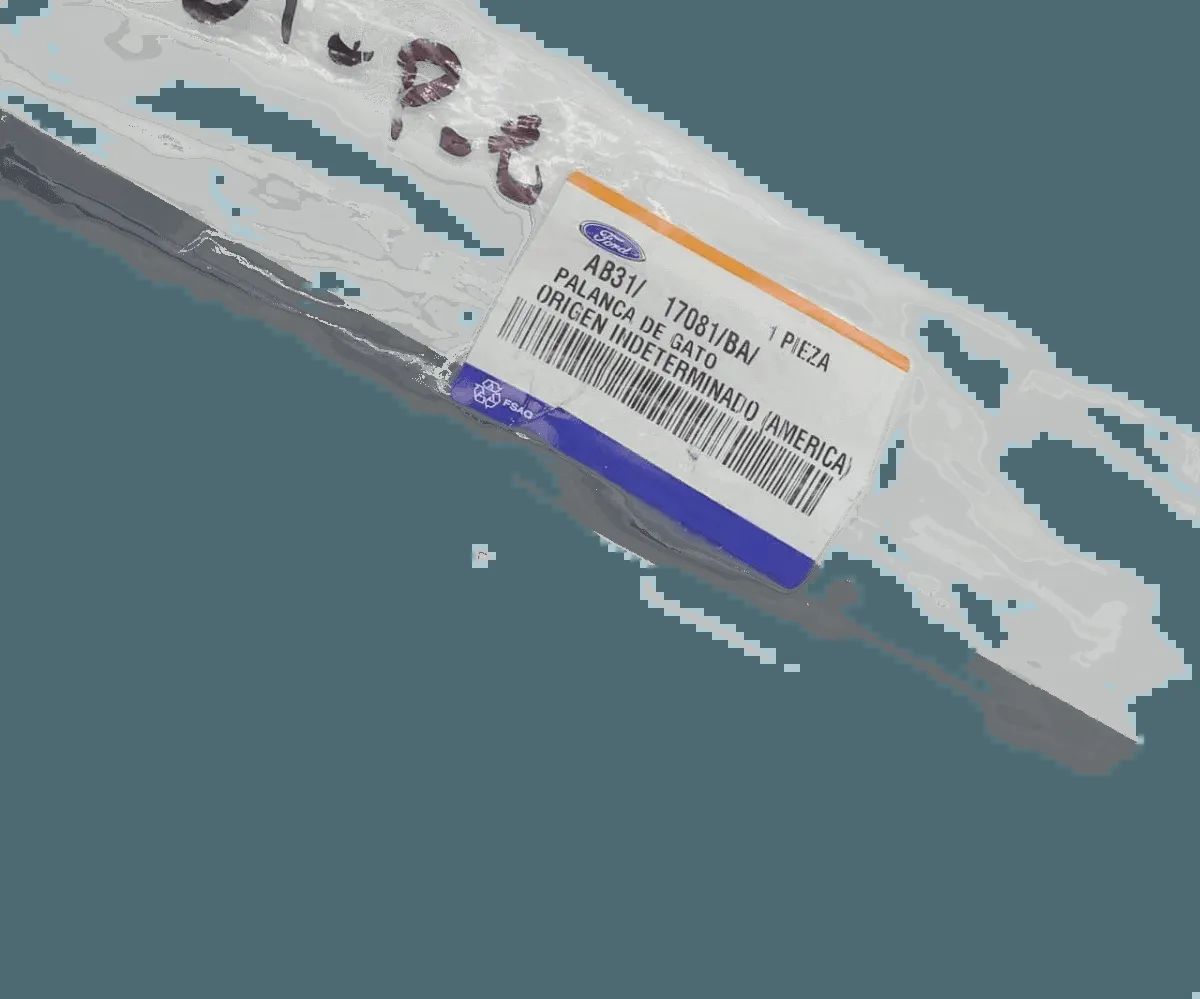 Ford
AB31/ 17081/BA/
1 PIEZA
PALANCA DE GATO
ORIGEN INDETERMINADO (AMERICA)
FSAO